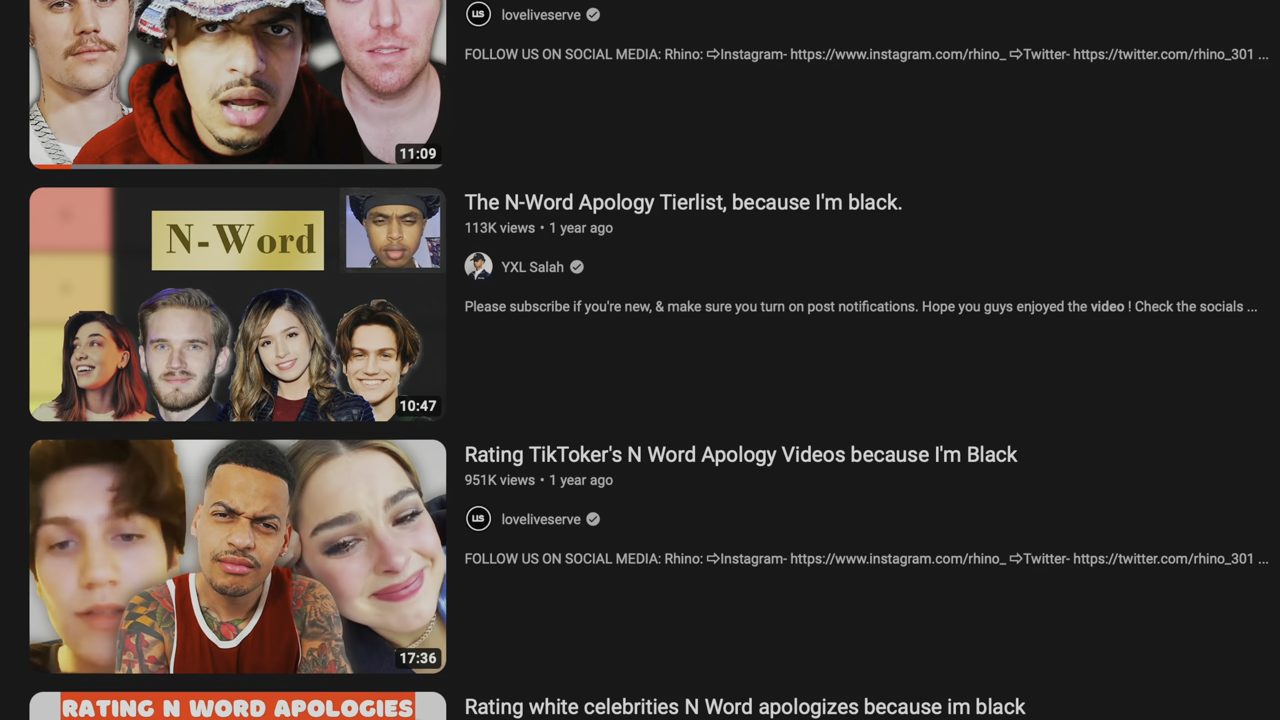 us loveliveserve
FOLLOW US ON SOCIAL MEDIA: Rhino: ⇨Instagram- https://www.instagram.com/rhino_ ⇨Twitter- https://twitter.com/rhino_301 ...
11:09
N-Word
10:47
The N-Word Apology Tierlist, because I'm black.
113K views • 1 year ago
YXL Salah
Please subscribe if you're new, & make sure you turn on post notifications. Hope you guys enjoyed the video ! Check the socials ...
17:36
Rating TikToker's N Word Apology Videos because I'm Black
951K views • 1 year ago
us loveliveserve
FOLLOW US ON SOCIAL MEDIA: Rhino: ⇨Instagram- https://www.instagram.com/rhino_ ⇨Twitter- https://twitter.com/rhino_301 ...
RATING N WORD APOLOGIES
Rating white celebrities N Word apologizes because im black